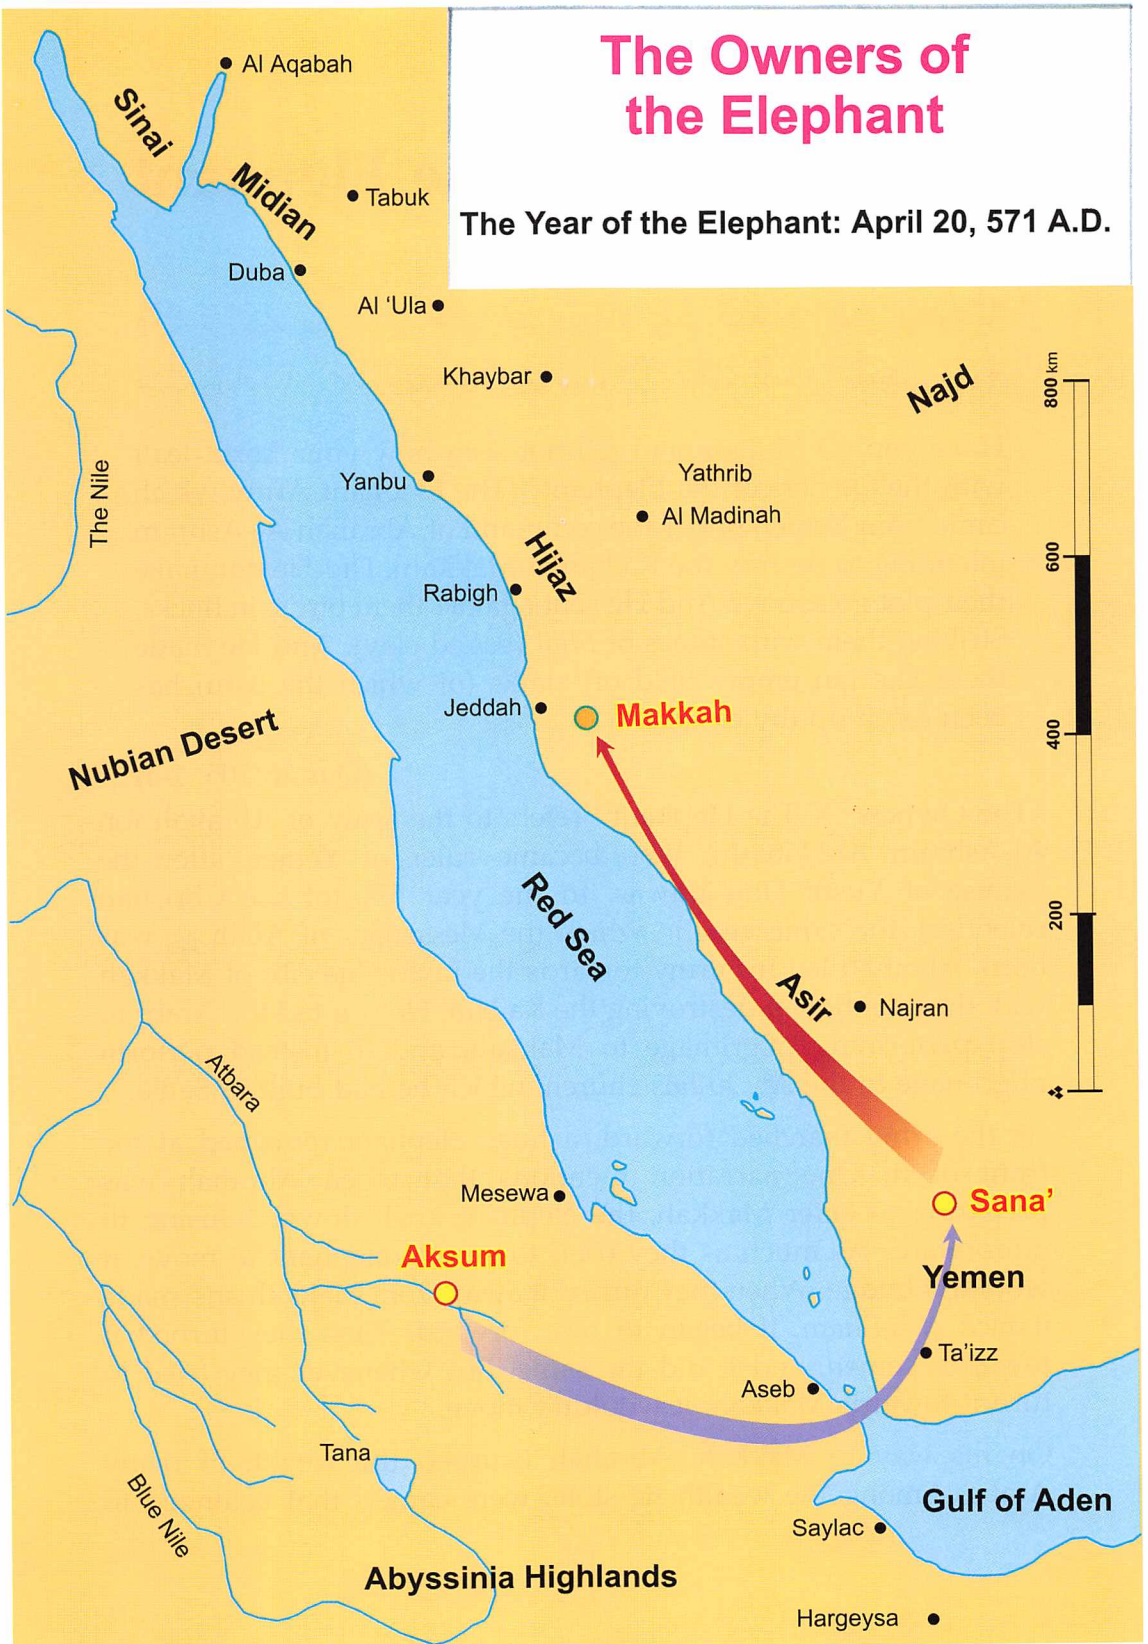 The Owners of
the Elephant
The Year of the Elephant: April 20, 571 A.D.
Al Aqabah
Sinai
Midian
Tabuk
Duba
Al ‘Ula
Khaybar
Najd
800 km
Yanbu
Yathrib
Al Madinah
The Nile
Hijaz
600
Rabigh
Jeddah
Makkah
Nubian Desert
400
Red Sea
200
Asir
Najran
Atbara
Mesewa
Sana’
Aksum
Yemen
Ta’izz
Aseb
Tana
Blue Nile
Gulf of Aden
Saylac
Abyssinia Highlands
Hargeysa